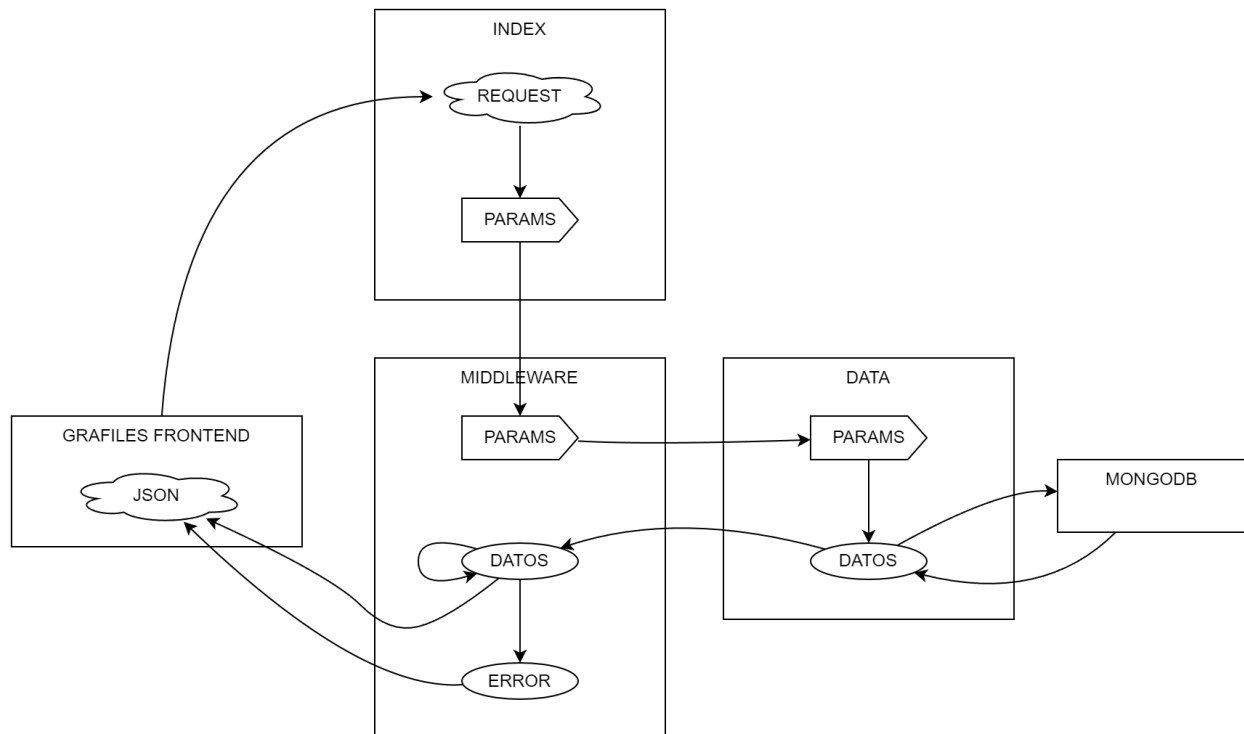 INDEX
REQUEST
PARAMS
MIDDLEWARE
PARAMS
DATOS
ERROR
DATA
PARAMS
DATOS
GRAFILES FRONTEND
JSON
MONGODB